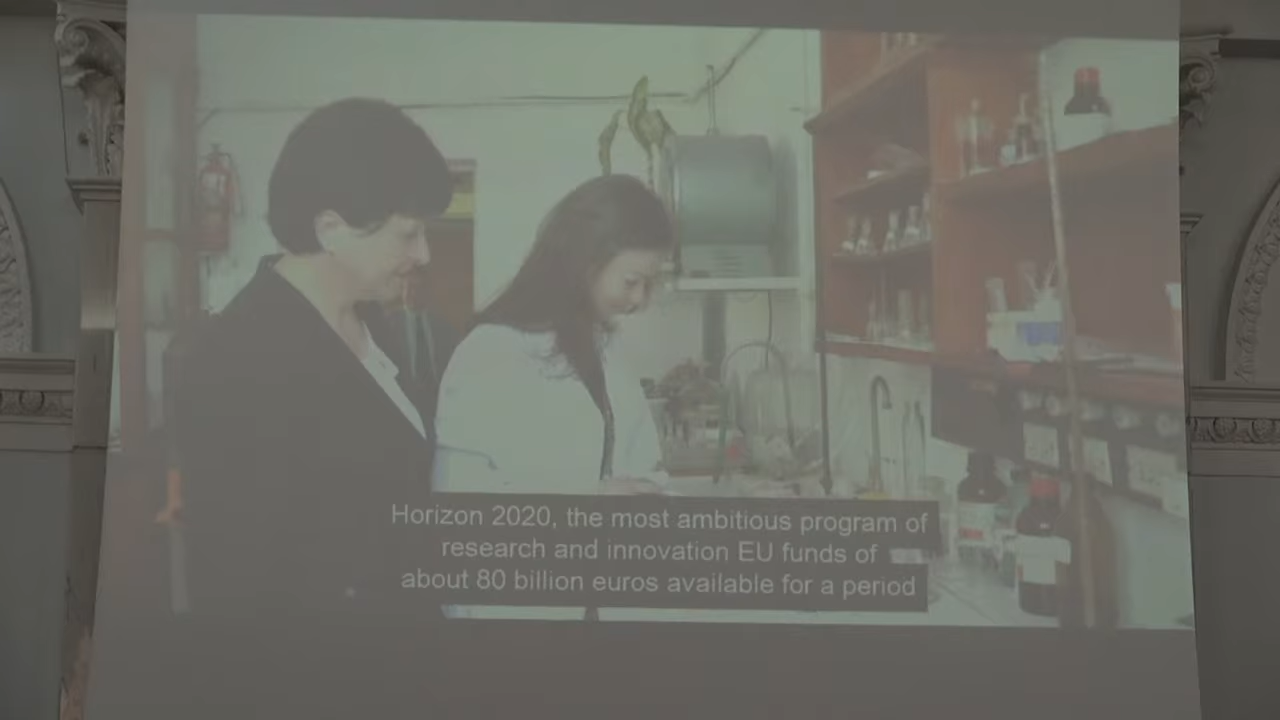 Horizon 2020, the most ambitious program of
research and innovation EU funds of
about 80 billion euros available for a period